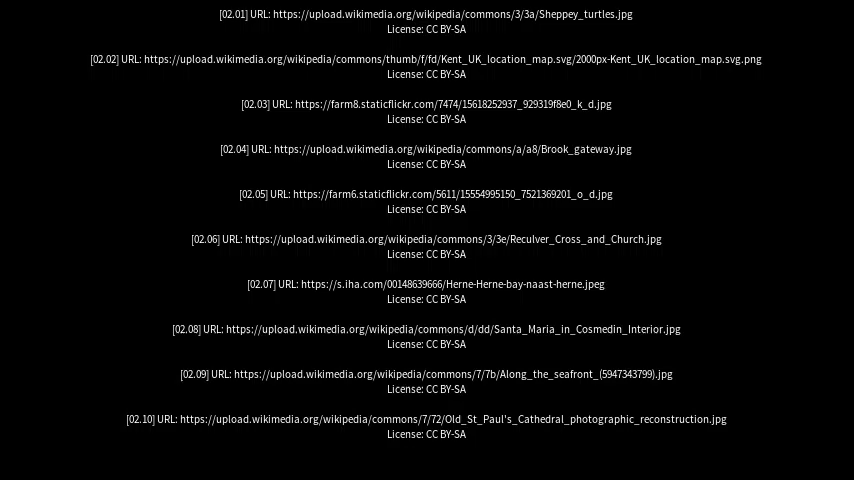 [02.01] URL: https://upload.wikimedia.org/wikipedia/commons/3/3a/Sheppey_turtles.jpg
License: CC BY-SA
[02.02] URL: https://upload.wikimedia.org/wikipedia/commons/thumb/f/fd/Kent_UK_location_map.svg/2000px-Kent_UK_location_map.svg.png
License: CC BY-SA
[02.03] URL: https://farm8.staticflickr.com/7474/15618252937_929319f8e0_k_d.jpg
License: CC BY-SA
[02.04] URL: https://upload.wikimedia.org/wikipedia/commons/a/a8/Brook_gateway.jpg
License: CC BY-SA
[02.05] URL: https://farm6.staticflickr.com/5611/15554995150_7521369201_o_d.jpg
License: CC BY-SA
[02.06] URL: https://upload.wikimedia.org/wikipedia/commons/3/3e/Reculver_Cross_and_Church.jpg
License: CC BY-SA
[02.07] URL: https://s.iha.com/00148639666/Herne-Herne-bay-naast-herne.jpeg
License: CC BY-SA
[02.08] URL: https://upload.wikimedia.org/wikipedia/commons/d/dd/Santa_Maria_in_Cosmedin_Interior.jpg
License: CC BY-SA
[02.09] URL: https://upload.wikimedia.org/wikipedia/commons/7/7b/Along_the_seafront_(5947343799).jpg
License: CC BY-SA
[02.10] URL: https://upload.wikimedia.org/wikipedia/commons/7/72/Old_St_Paul's_Cathedral_photographic_reconstruction.jpg
License: CC BY-SA